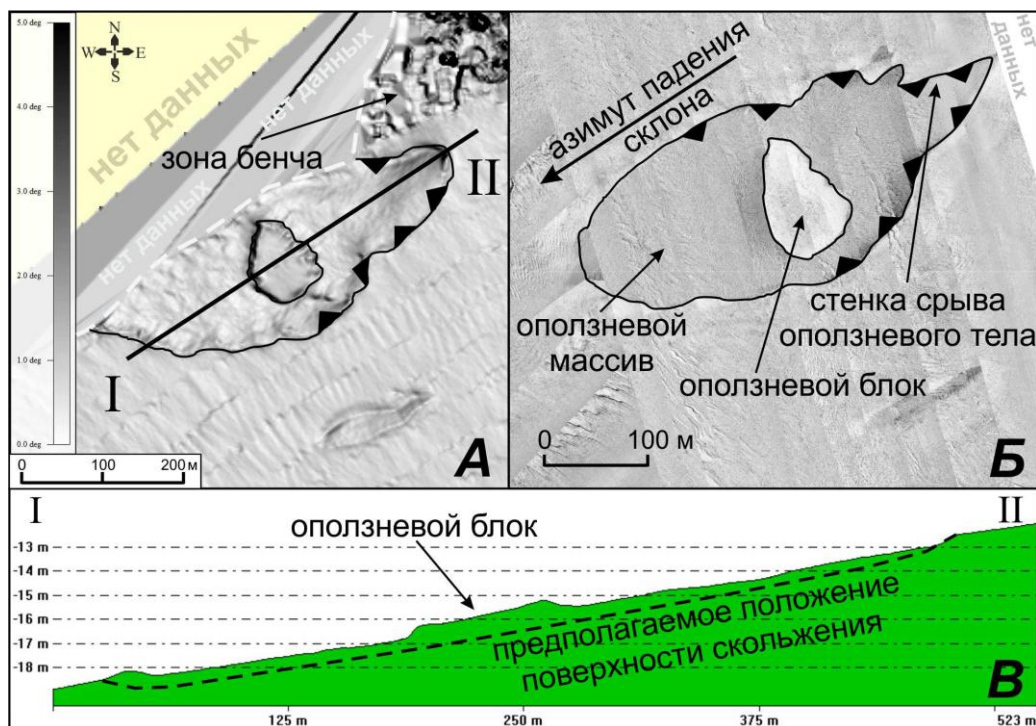 5.0 deg
4.0 deg
3.0 deg
2.0 deg
1.0 deg
0.0 deg
N
W E
S
нет данных
нет данных
нет данных
зона бенча
II
I
0 100 200 м
А
азимут падения
склона
нет
данных
оползневой
массив
стенка срыва
оползневого тела
оползневой блок
0 100 м
Б
I
II
оползневой блок
-13 m
-14 m
-15 m
-16 m
-17 m
-18 m
предполагаемое положение
поверхности скольжения
В
125 m 250 m 375 m 523 m